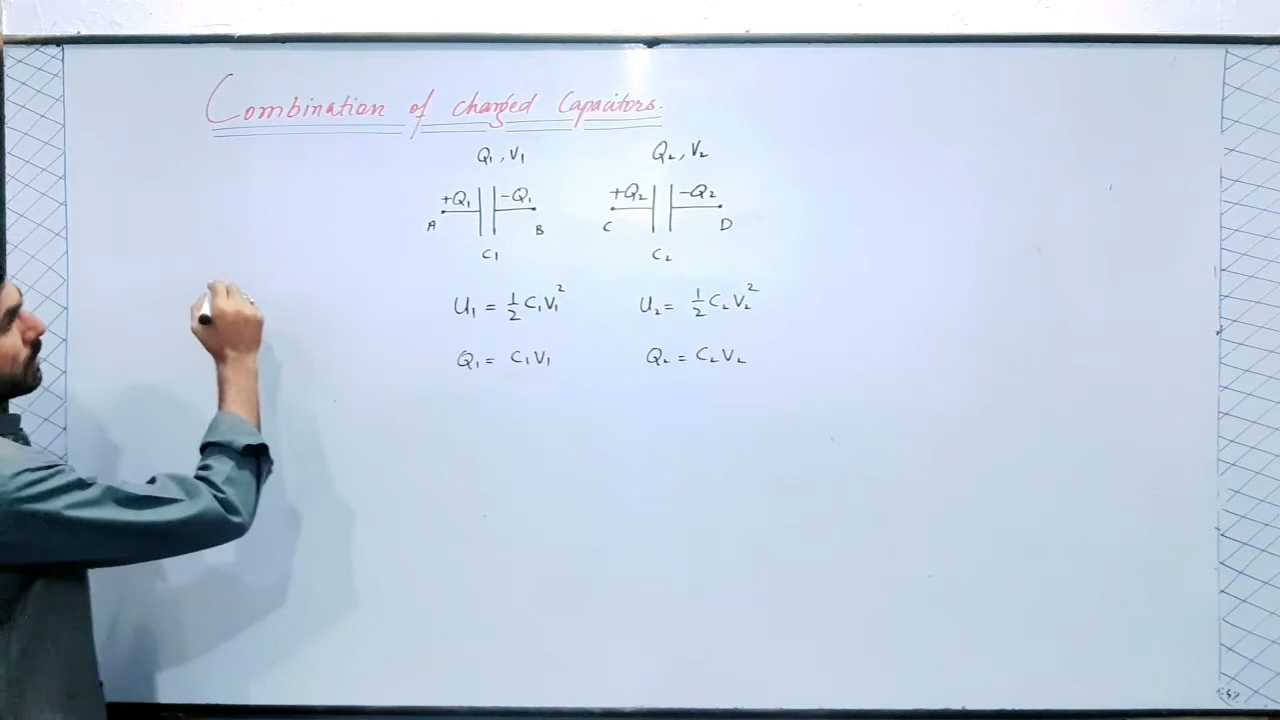 Combination of charged Capacitors.
Q₁, V₁ Q₂, V₂
+Q₁ -Q₁ +Q₂ -Q₂
A B C D
C₁ C₂
U₁ = ½ C₁V₁² U₂ = ½ C₂V₂²
Q₁ = C₁V₁ Q₂ = C₂V₂